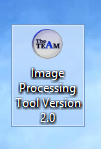 The
TEAM
Image
Processing
Tool Version
2.0